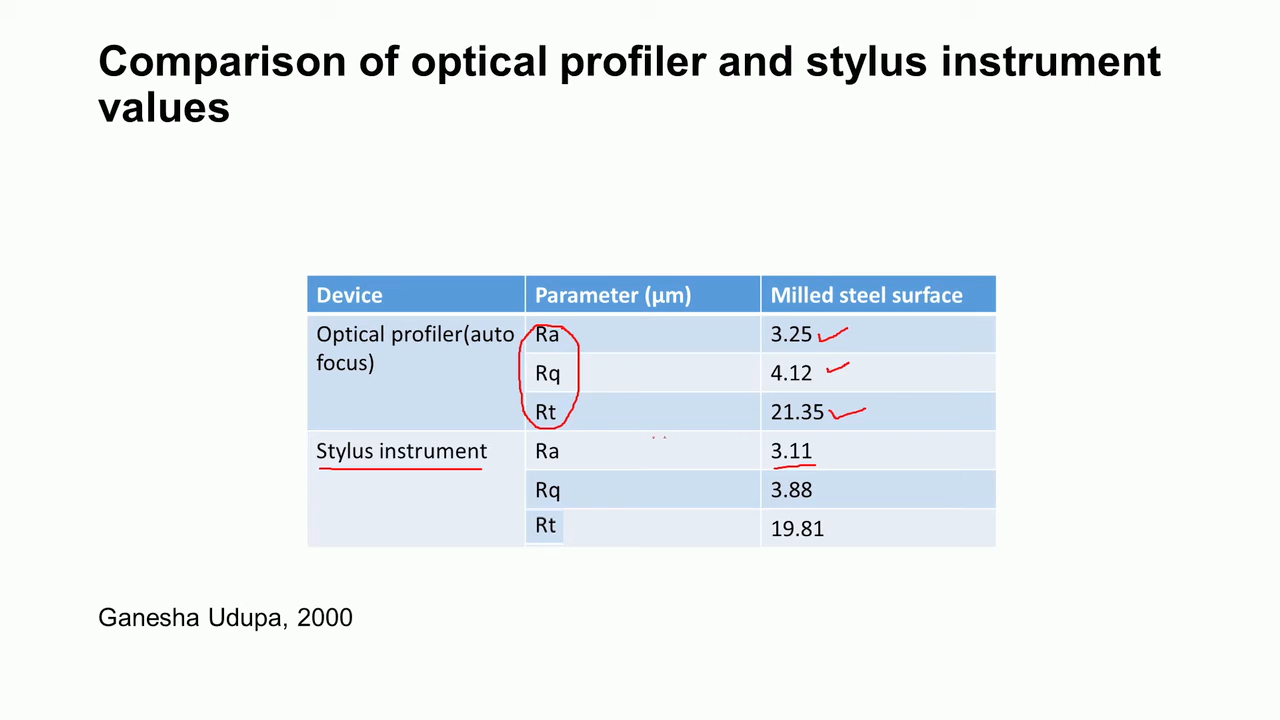 Comparison of optical profiler and stylus instrument
values
Device Parameter (µm) Milled steel surface
Optical profiler(auto Ra 3.25
focus)
Rq 4.12
Rt 21.35
Stylus instrument Ra 3.11
Rq 3.88
Rt 19.81
Ganesha Udupa, 2000